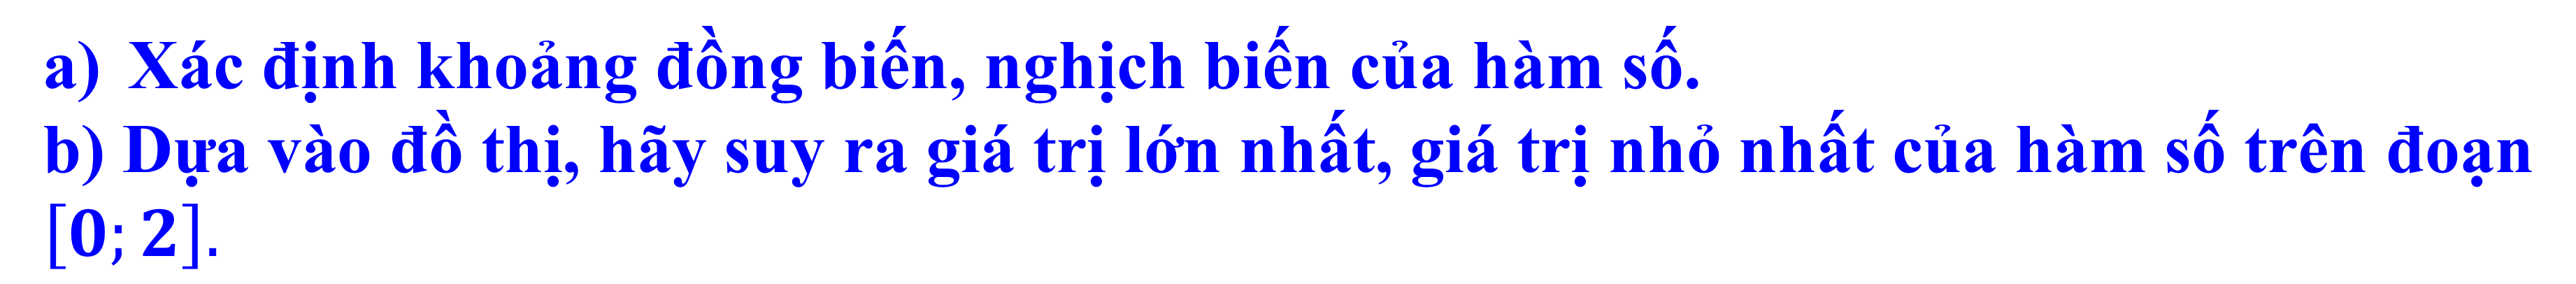 a) Xác định khoảng đồng biến, nghịch biến của hàm số.
b) Dựa vào đồ thị, hãy suy ra giá trị lớn nhất, giá trị nhỏ nhất của hàm số trên đoạn
[0; 2].